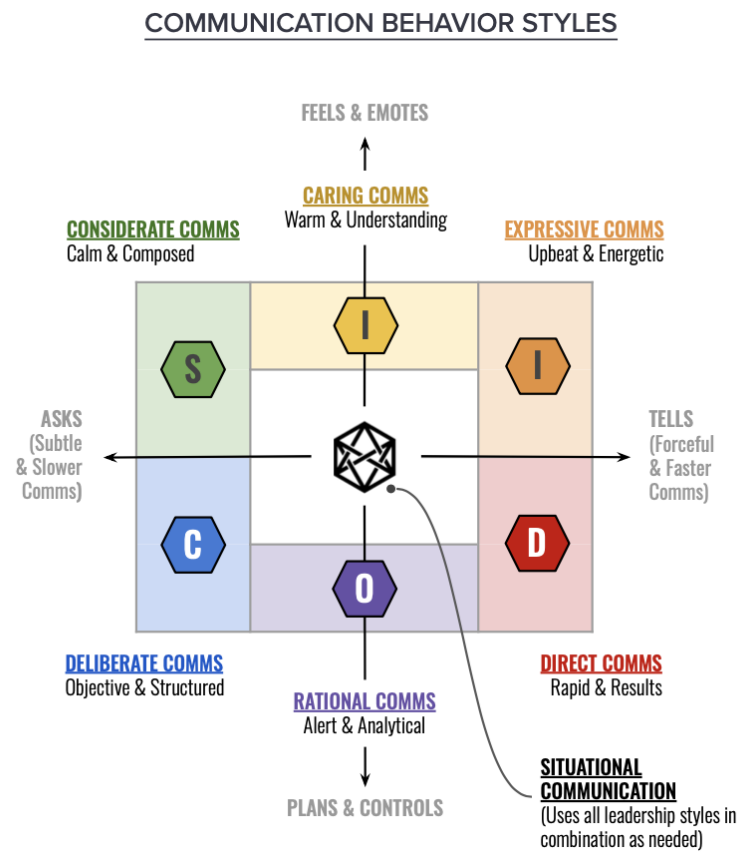 COMMUNICATION BEHAVIOR STYLES
FEELS & EMOTES
CARING COMMS
Warm & Understanding
CONSIDERATE COMMS
Calm & Composed
EXPRESSIVE COMMS
Upbeat & Energetic
I
S
I
ASKS
(Subtle
& Slower
Comms)
TELLS
(Forceful
& Faster
Comms)
C
D
O
DELIBERATE COMMS
Objective & Structured
DIRECT COMMS
Rapid & Results
RATIONAL COMMS
Alert & Analytical
PLANS & CONTROLS
SITUATIONAL
COMMUNICATION
(Uses all leadership styles in
combination as needed)